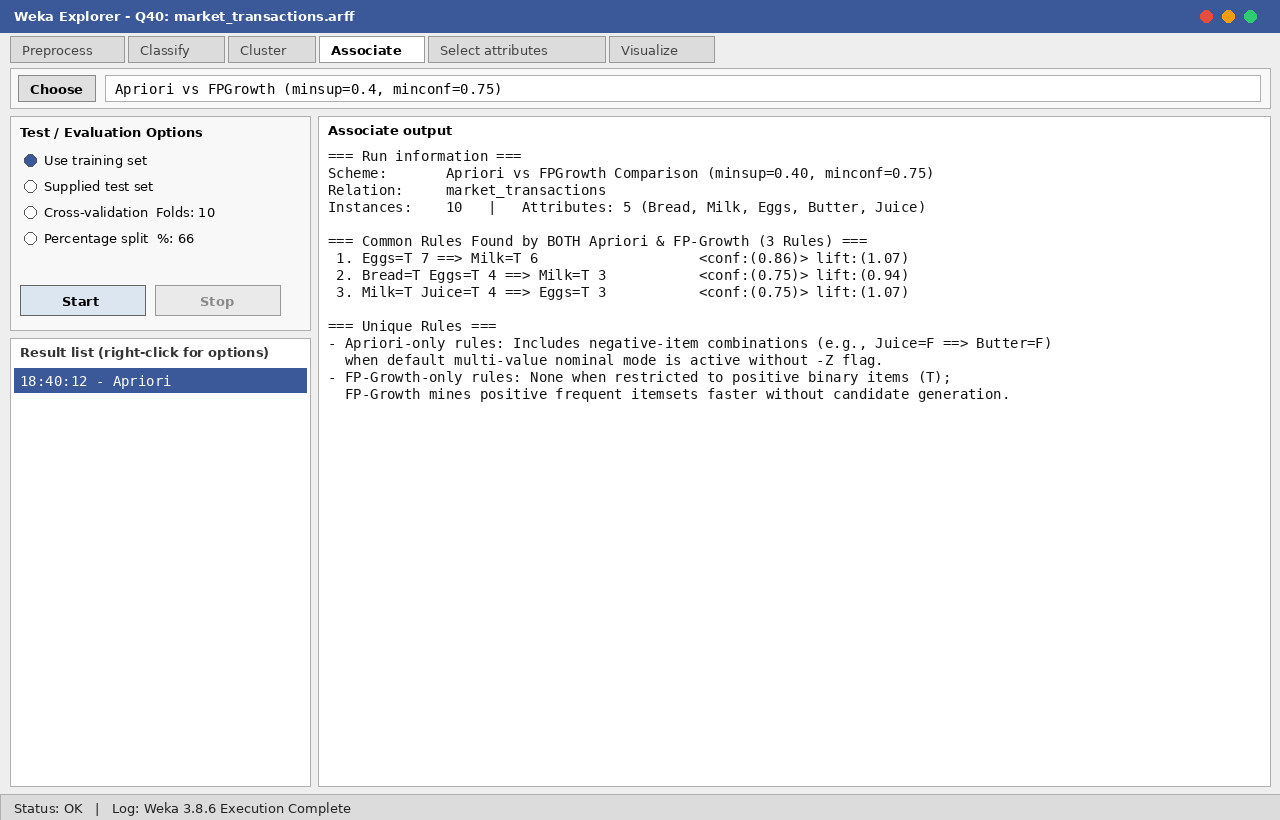 Weka Explorer - Q40: market_transactions.arff
Preprocess Classify Cluster Associate Select attributes Visualize
Choose Apriori vs FPGrowth (minsup=0.4, minconf=0.75)
Test / Evaluation Options
Use training set
Supplied test set
Cross-validation  Folds: 10
Percentage split  %: 66
Start Stop
Result list (right-click for options)
18:40:12 - Apriori
Associate output
=== Run information ===
Scheme:       Apriori vs FPGrowth Comparison (minsup=0.40, minconf=0.75)
Relation:     market_transactions
Instances:    10   |   Attributes: 5 (Bread, Milk, Eggs, Butter, Juice)
=== Common Rules Found by BOTH Apriori & FP-Growth (3 Rules) ===
1. Eggs=T 7 ==> Milk=T 6                   <conf:(0.86)> lift:(1.07)
2. Bread=T Eggs=T 4 ==> Milk=T 3           <conf:(0.75)> lift:(0.94)
3. Milk=T Juice=T 4 ==> Eggs=T 3           <conf:(0.75)> lift:(1.07)
=== Unique Rules ===
- Apriori-only rules: Includes negative-item combinations (e.g., Juice=F ==> Butter=F)
when default multi-value nominal mode is active without -Z flag.
- FP-Growth-only rules: None when restricted to positive binary items (T);
FP-Growth mines positive frequent itemsets faster without candidate generation.
Status: OK   |   Log: Weka 3.8.6 Execution Complete